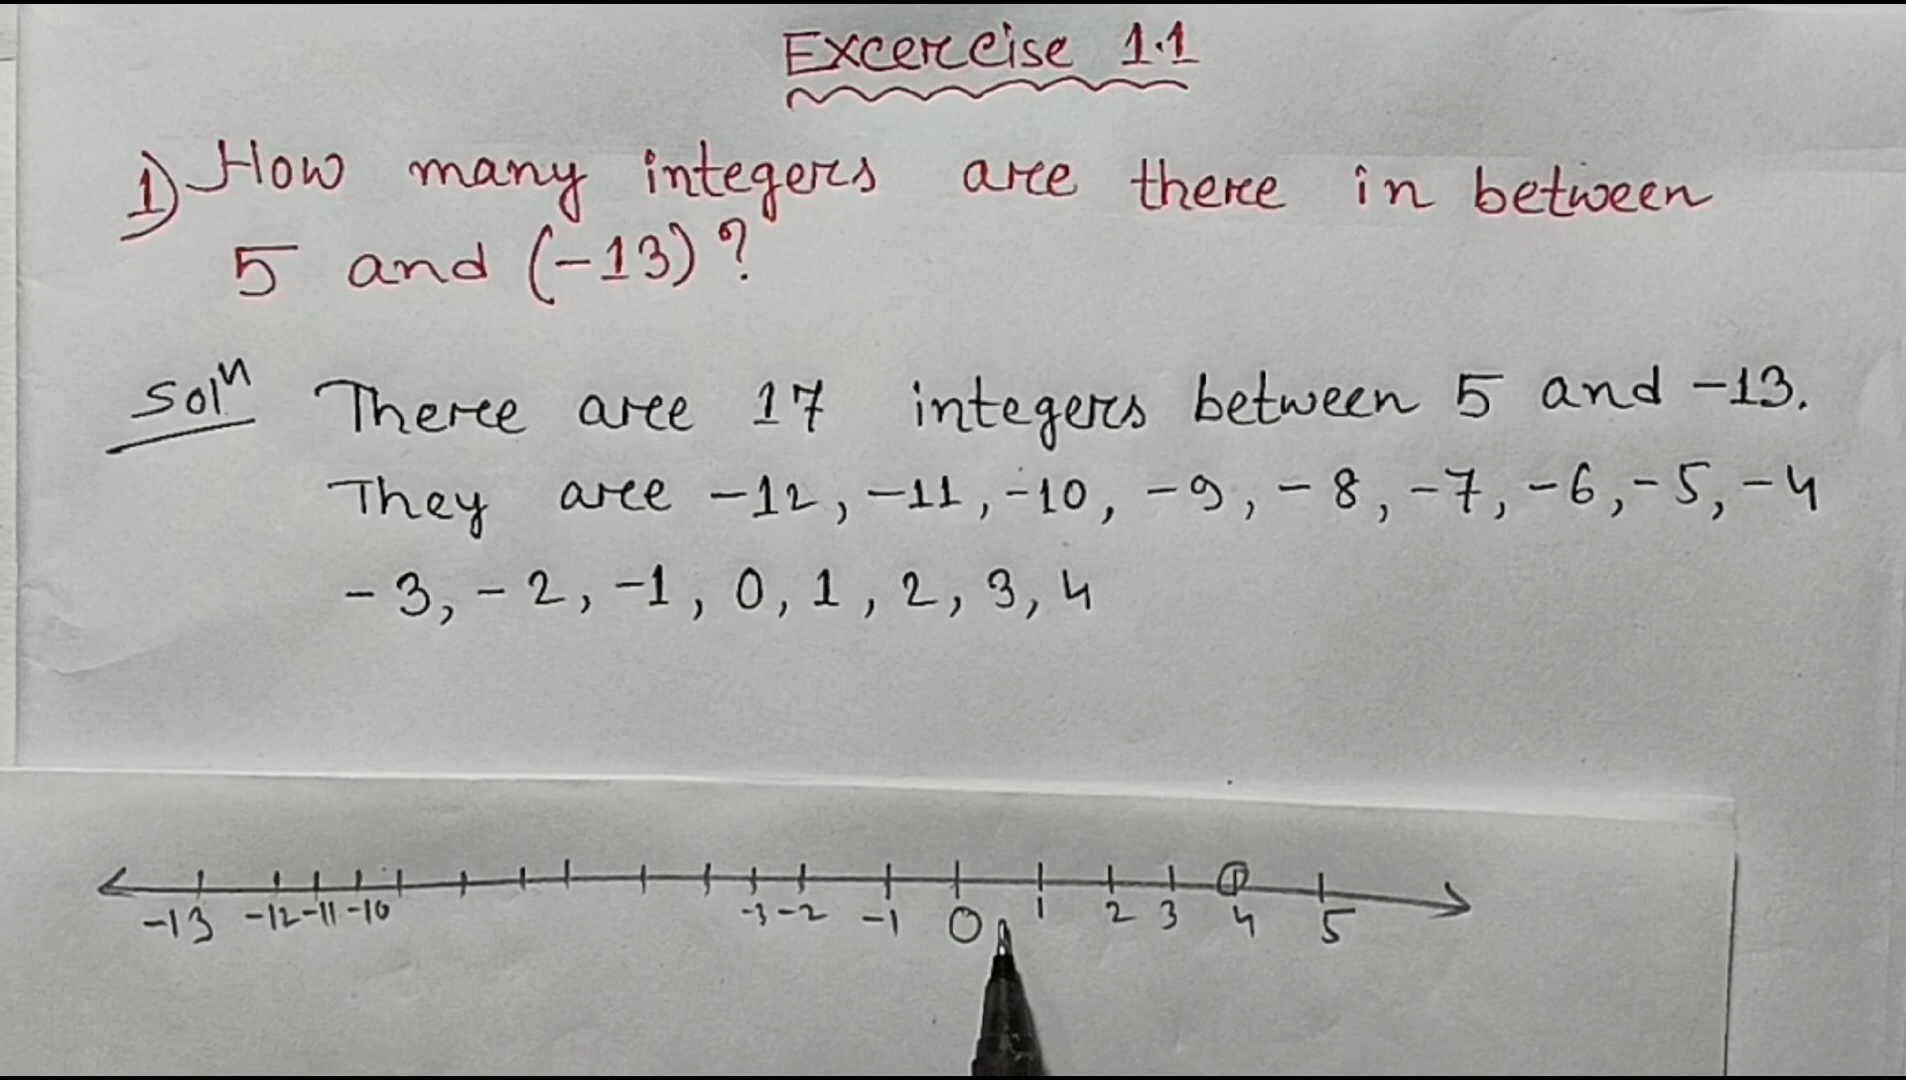 Excercise 1.1
1) How many integers are there in between
5 and (-13)?
Solⁿ There are 17 integers between 5 and -13.
They are -12, -11, -10, -9, -8, -7, -6, -5, -4
-3, -2, -1, 0, 1, 2, 3, 4
-13 -12 -11 -10 -3 -2 -1 0 1 2 3 4 5